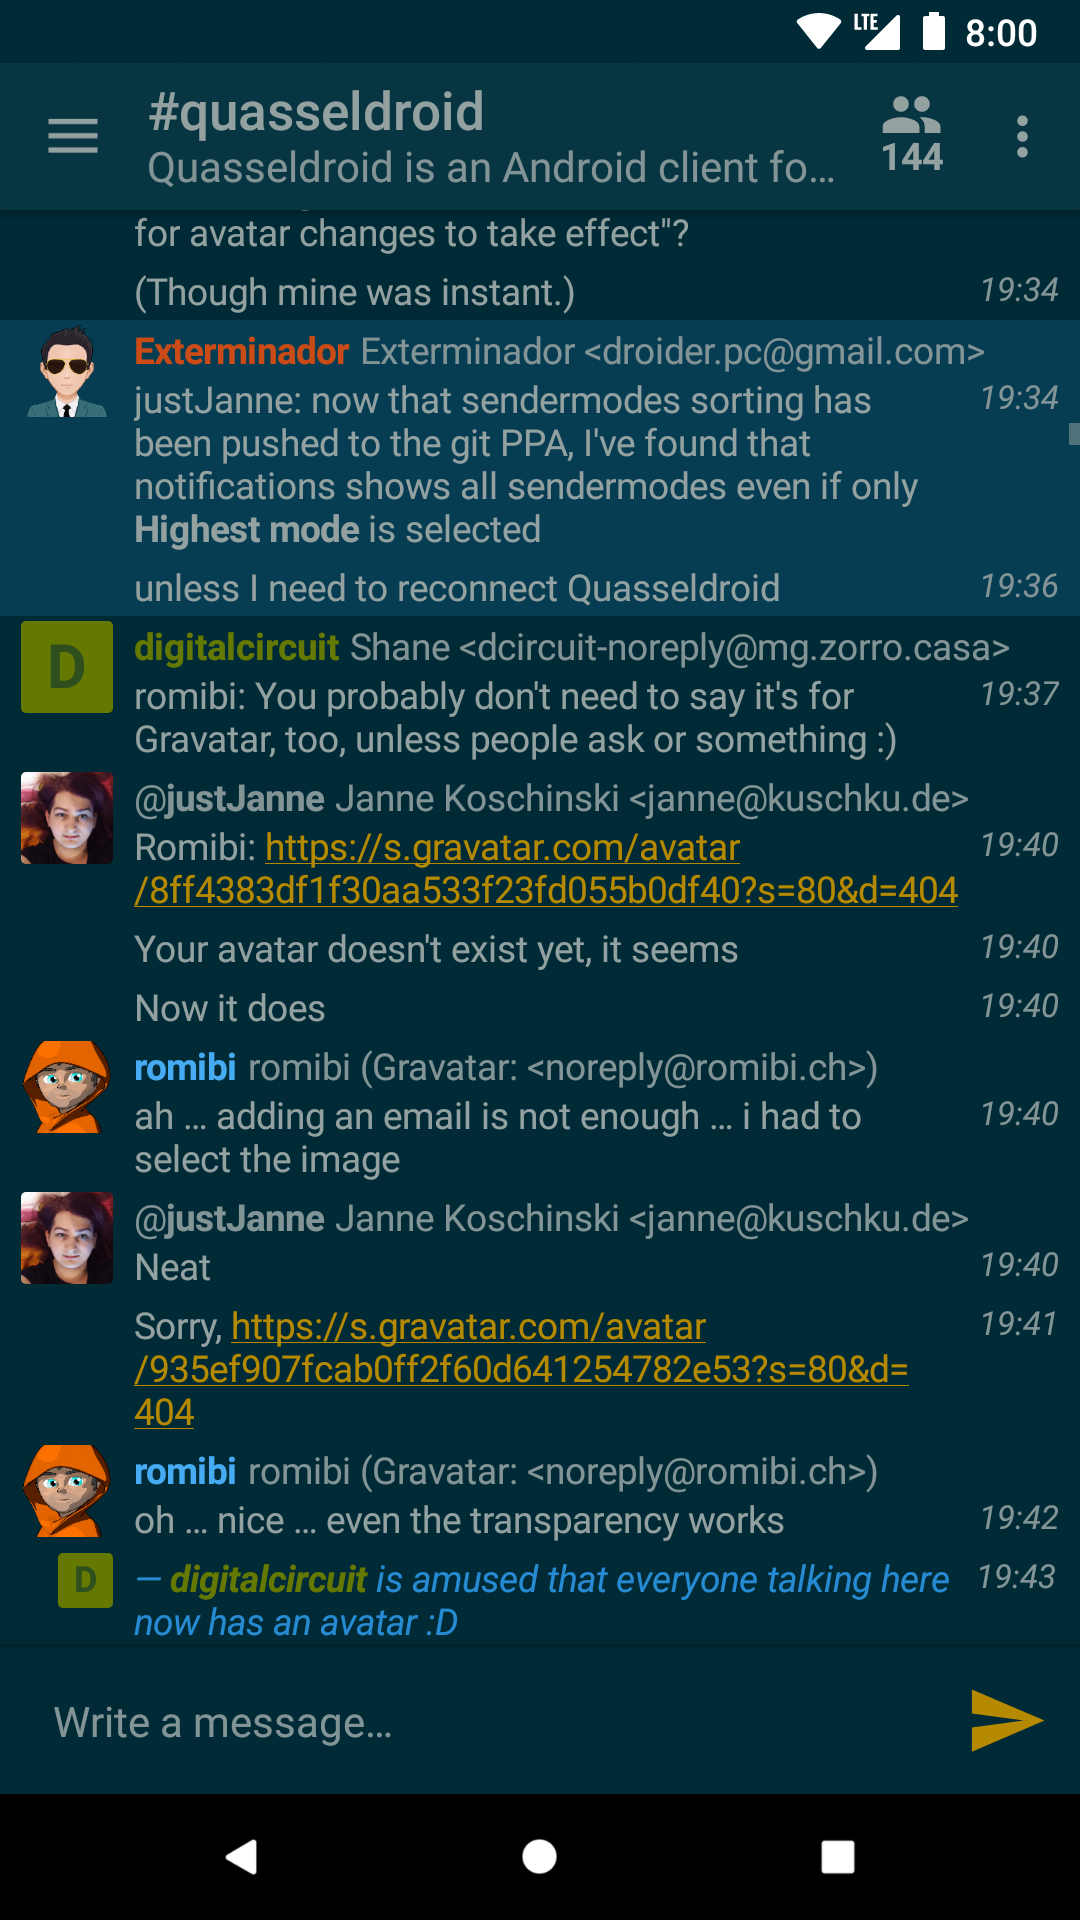 LTE 8:00
#quasseldroid
Quasseldroid is an Android client fo...
144
for avatar changes to take effect"?
(Though mine was instant.) 19:34
Exterminador Exterminador <droider.pc@gmail.com>
justJanne: now that sendermodes sorting has 19:34
been pushed to the git PPA, I've found that
notifications shows all sendermodes even if only
Highest mode is selected
unless I need to reconnect Quasseldroid 19:36
D digitalcircuit Shane <dcircuit-noreply@mg.zorro.casa>
romibi: You probably don't need to say it's for 19:37
Gravatar, too, unless people ask or something :)
@justJanne Janne Koschinski <janne@kuschku.de>
Romibi: https://s.gravatar.com/avatar 19:40
/8ff4383df1f30aa533f23fd055b0df40?s=80&d=404
Your avatar doesn't exist yet, it seems 19:40
Now it does 19:40
romibi romibi (Gravatar: <noreply@romibi.ch>)
ah ... adding an email is not enough ... i had to 19:40
select the image
@justJanne Janne Koschinski <janne@kuschku.de>
Neat 19:40
Sorry, https://s.gravatar.com/avatar 19:41
/935ef907fcab0ff2f60d641254782e53?s=80&d=
404
romibi romibi (Gravatar: <noreply@romibi.ch>)
oh ... nice ... even the transparency works 19:42
D — digitalcircuit is amused that everyone talking here 19:43
now has an avatar :D
Write a message...